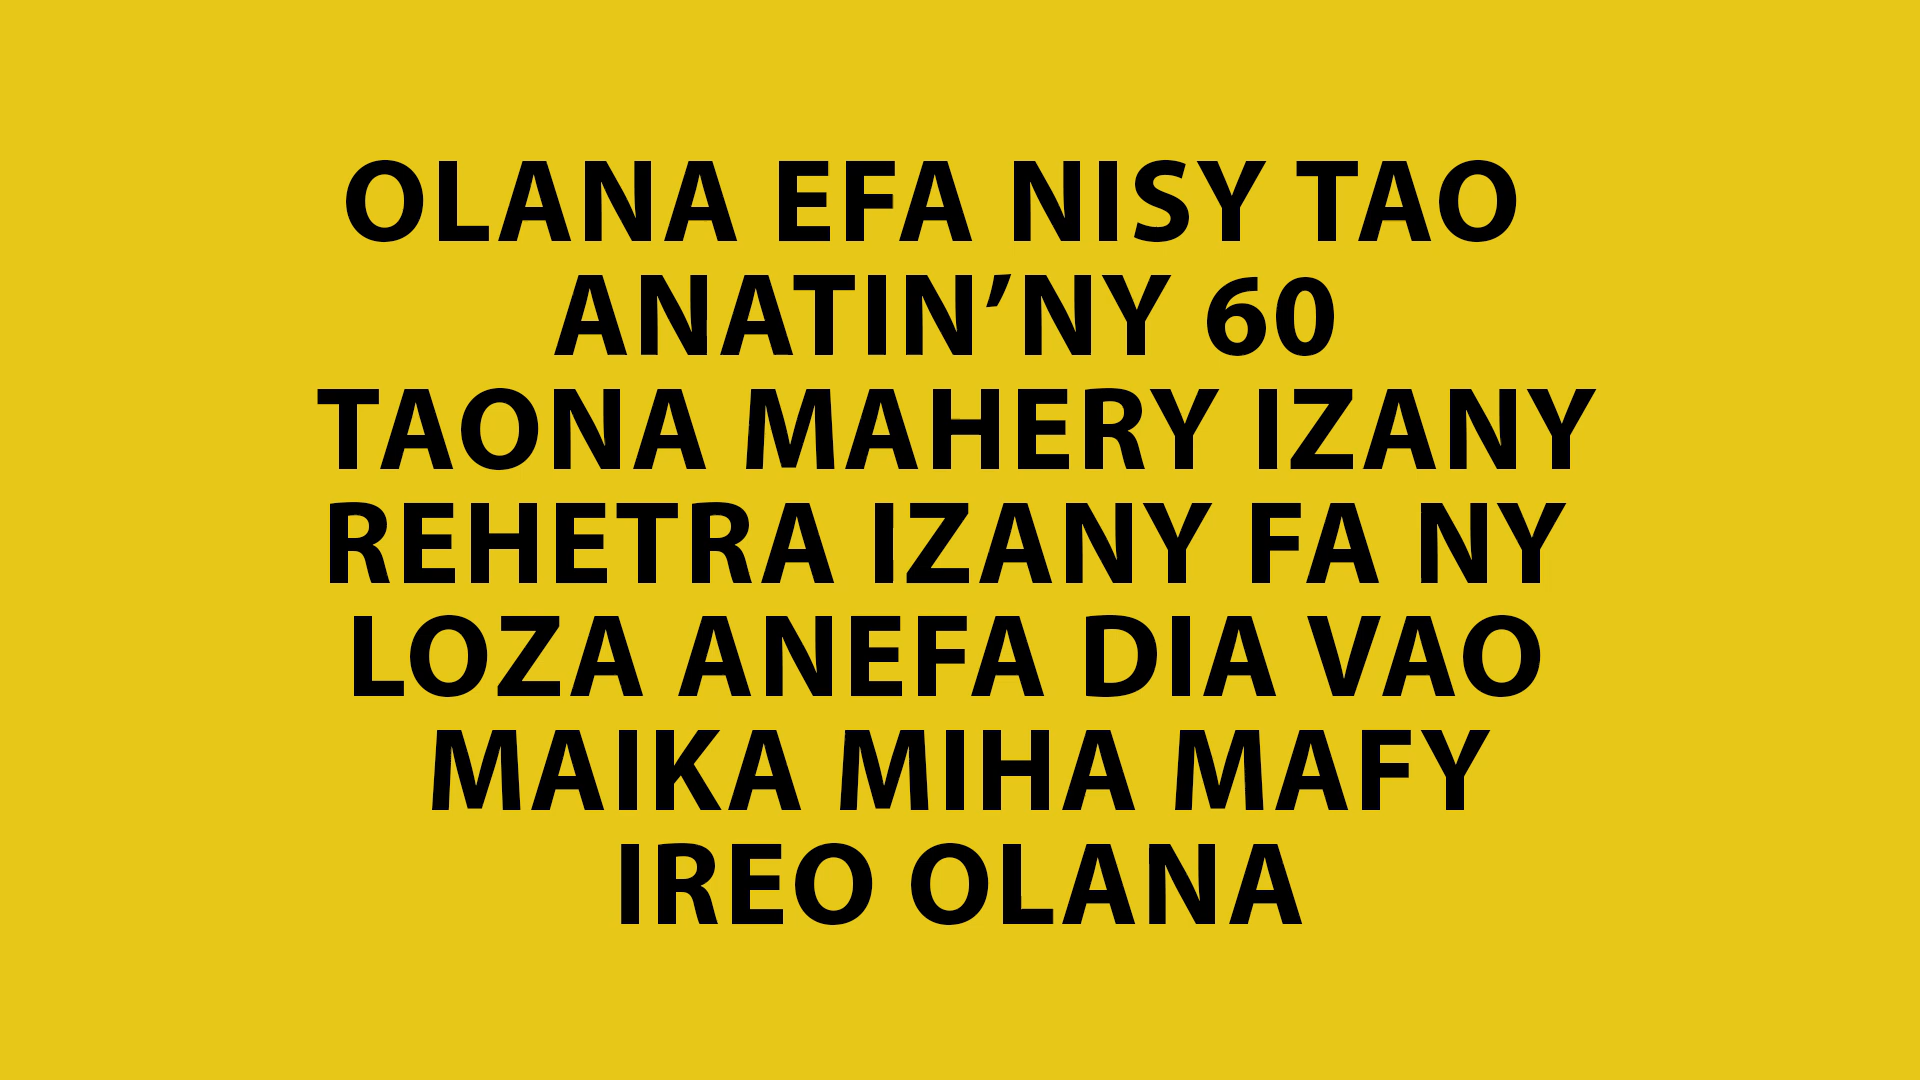 OLANA EFA NISY TAO
ANATIN’NY 60
TAONA MAHERY IZANY
REHETRA IZANY FA NY
LOZA ANEFA DIA VAO
MAIKA MIHA MAFY
IREO OLANA